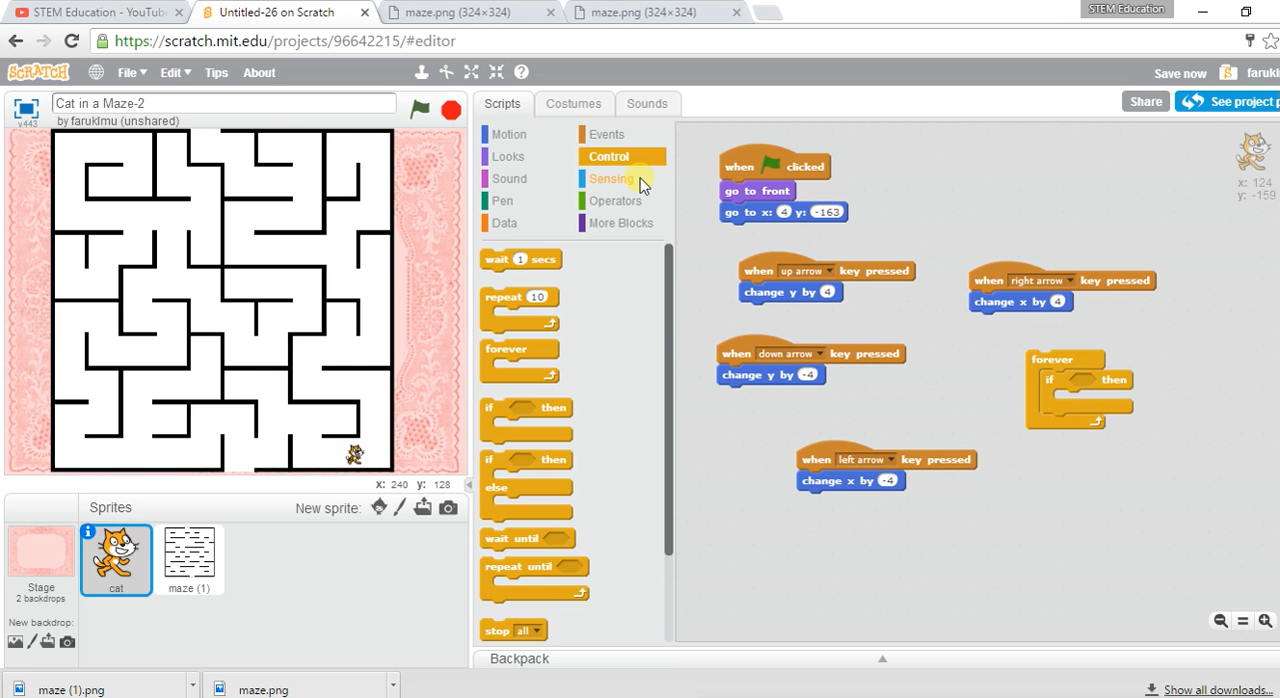 STEM Education - YouTub
Untitled-26 on Scratch
maze.png (324×324)
maze.png (324×324)
STEM Education
https://scratch.mit.edu/projects/96642215/#editor
SCRATCH
File▼ Edit▼ Tips About
Save now
Cat in a Maze-2
by farukImu (unshared)
v443
Scripts Costumes Sounds
Share
See project p
Motion Events
Looks Control
Sound Sensing
Pen Operators
Data More Blocks
wait 1 secs
repeat 10
forever
if then
if then
else
wait until
repeat until
stop all
when clicked
go to front
go to x: 4 y: -163
when up arrow key pressed
change y by 4
when right arrow key pressed
change x by 4
when down arrow key pressed
change y by -4
forever
if then
when left arrow key pressed
change x by -4
x: 124
y: -159
x: 240 y: 128
Sprites New sprite:
Stage
2 backdrops
New backdrop:
cat
maze (1)
Backpack
maze (1).png
maze.png
Show all downloads...